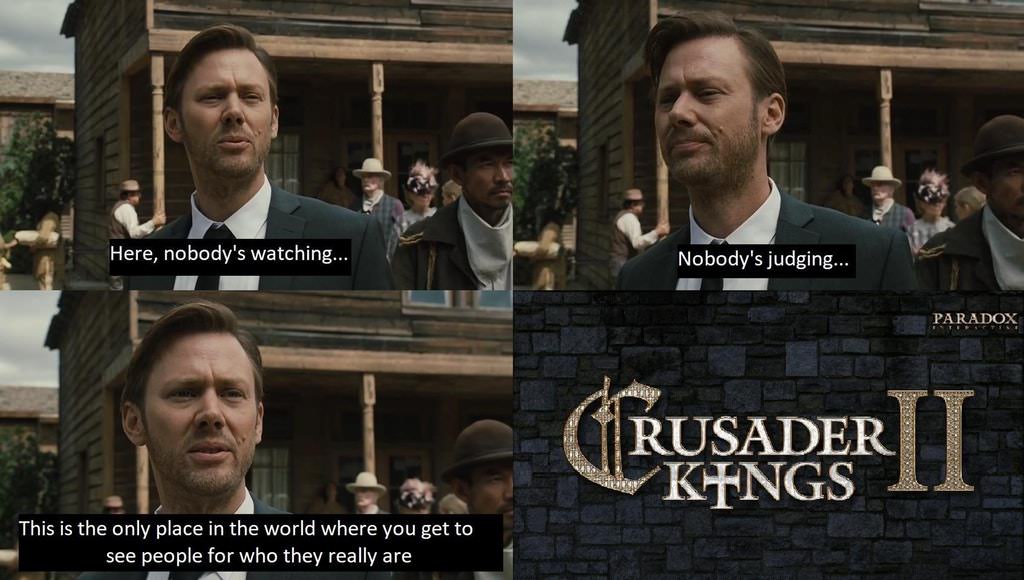 Here, nobody's watching...
Nobody's judging...
This is the only place in the world where you get to
see people for who they really are
PARADOX
INTERACTIVE
CRUSADER
KINGS II